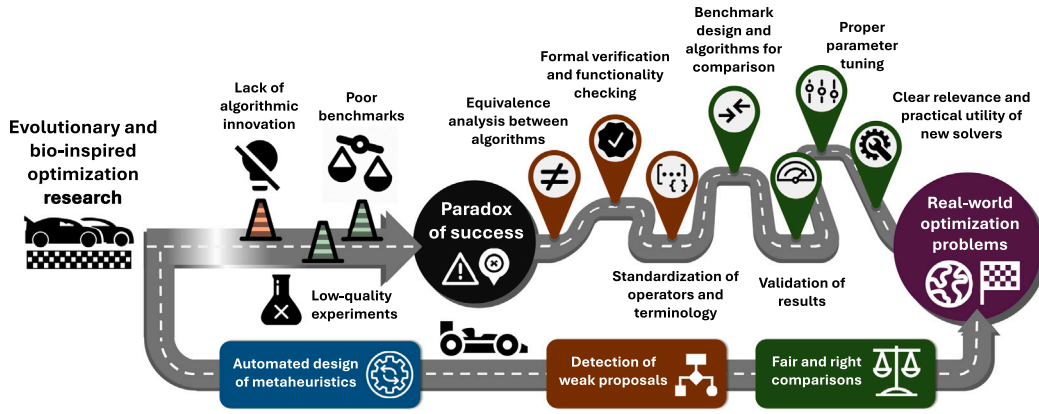 Evolutionary and
bio-inspired
optimization
research
Lack of
algorithmic
innovation
Poor
benchmarks
Low-quality
experiments
Paradox
of success
Equivalence
analysis between
algorithms
Formal verification
and functionality
checking
Standardization of
operators and
terminology
Benchmark
design and
algorithms for
comparison
Validation of
results
Proper
parameter
tuning
Clear relevance and
practical utility of
new solvers
Real-world
optimization
problems
Automated design
of metaheuristics
Detection of
weak proposals
Fair and right
comparisons